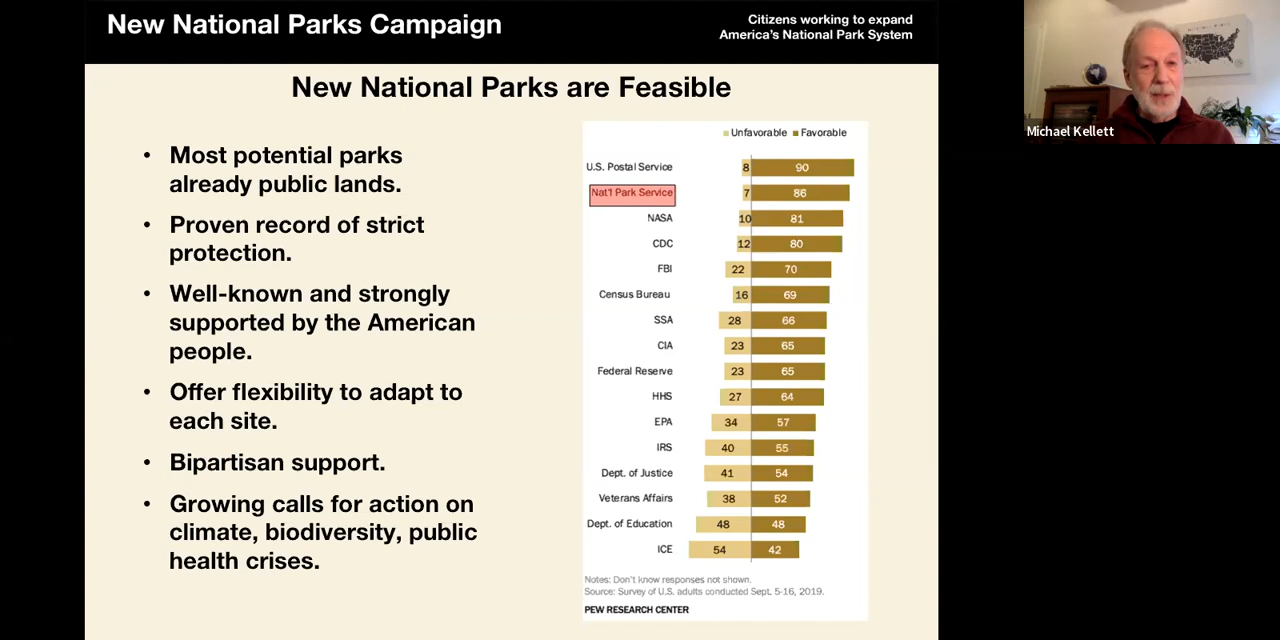 New National Parks Campaign
Citizens working to expand
America's National Park System
New National Parks are Feasible
• Most potential parks
already public lands.
• Proven record of strict
protection.
• Well-known and strongly
supported by the American
people.
• Offer flexibility to adapt to
each site.
• Bipartisan support.
• Growing calls for action on
climate, biodiversity, public
health crises.
Unfavorable Favorable
U.S. Postal Service 8 90
Nat'l Park Service 7 86
NASA 10 81
CDC 12 80
FBI 22 70
Census Bureau 16 69
SSA 28 66
CIA 23 65
Federal Reserve 23 65
HHS 27 64
EPA 34 57
IRS 40 55
Dept. of Justice 41 54
Veterans Affairs 38 52
Dept. of Education 48 48
ICE 54 42
Notes: Don't know responses not shown.
Source: Survey of U.S. adults conducted Sept. 5-16, 2019.
PEW RESEARCH CENTER
Michael Kellett